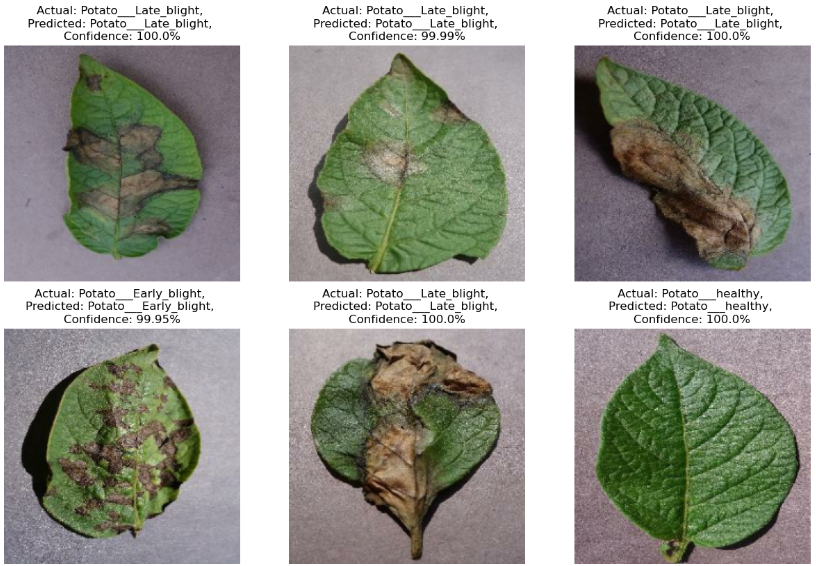 Actual: Potato___Late_blight,
Predicted: Potato___Late_blight,
Confidence: 100.0%
Actual: Potato___Late_blight,
Predicted: Potato___Late_blight,
Confidence: 99.99%
Actual: Potato___Late_blight,
Predicted: Potato___Late_blight,
Confidence: 100.0%
Actual: Potato___Early_blight,
Predicted: Potato___Early_blight,
Confidence: 99.95%
Actual: Potato___Late_blight,
Predicted: Potato___Late_blight,
Confidence: 100.0%
Actual: Potato___healthy,
Predicted: Potato___healthy,
Confidence: 100.0%